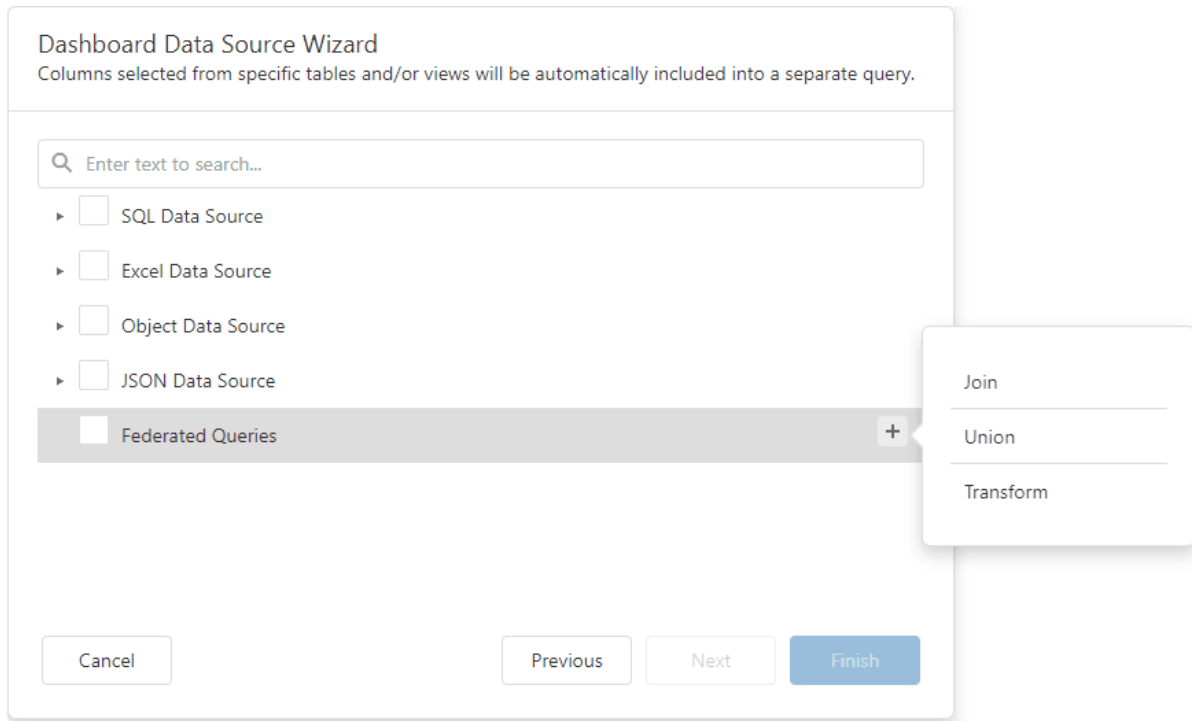 Dashboard Data Source Wizard
Columns selected from specific tables and/or views will be automatically included into a separate query.
Enter text to search...
SQL Data Source
Excel Data Source
Object Data Source
JSON Data Source
Federated Queries
Join
Union
Transform
Cancel
Previous
Next
Finish